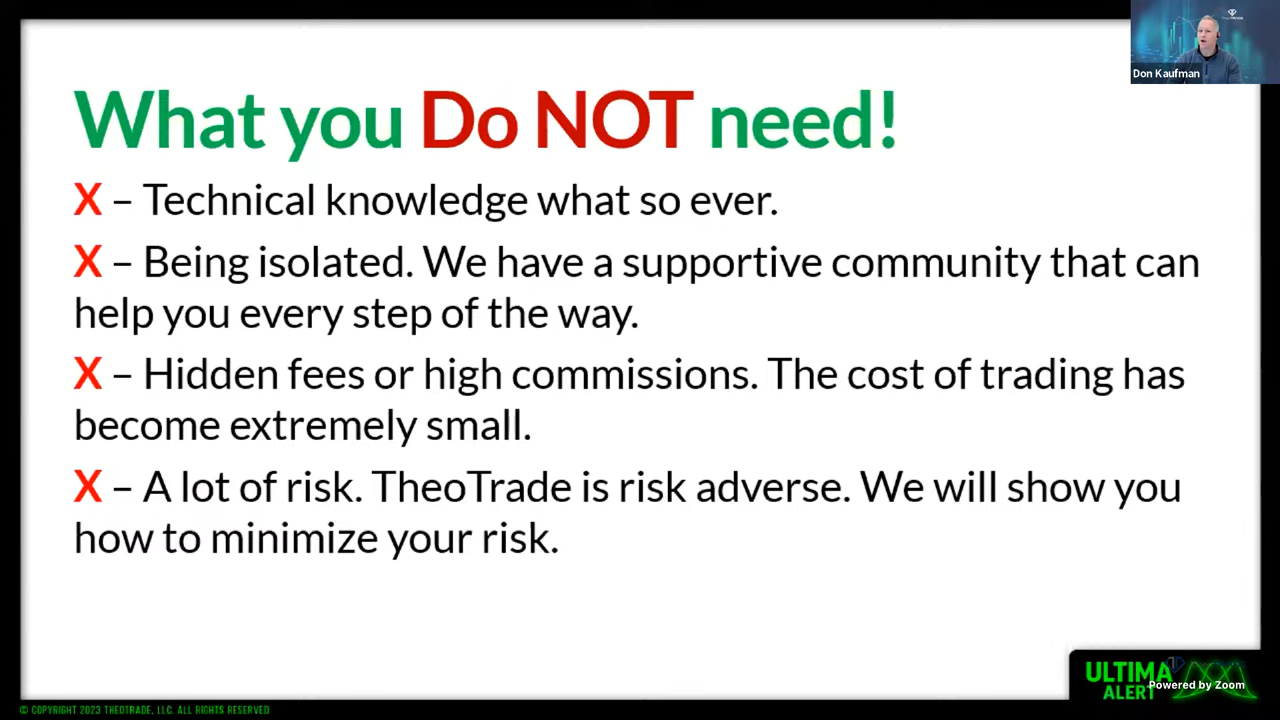 Don Kaufman
What you Do NOT need!
X – Technical knowledge what so ever.
X – Being isolated. We have a supportive community that can
help you every step of the way.
X – Hidden fees or high commissions. The cost of trading has
become extremely small.
X – A lot of risk. TheoTrade is risk adverse. We will show you
how to minimize your risk.
ULTIMA
ALERT
Powered by Zoom
© COPYRIGHT 2023 THEOTRADE, LLC. ALL RIGHTS RESERVED